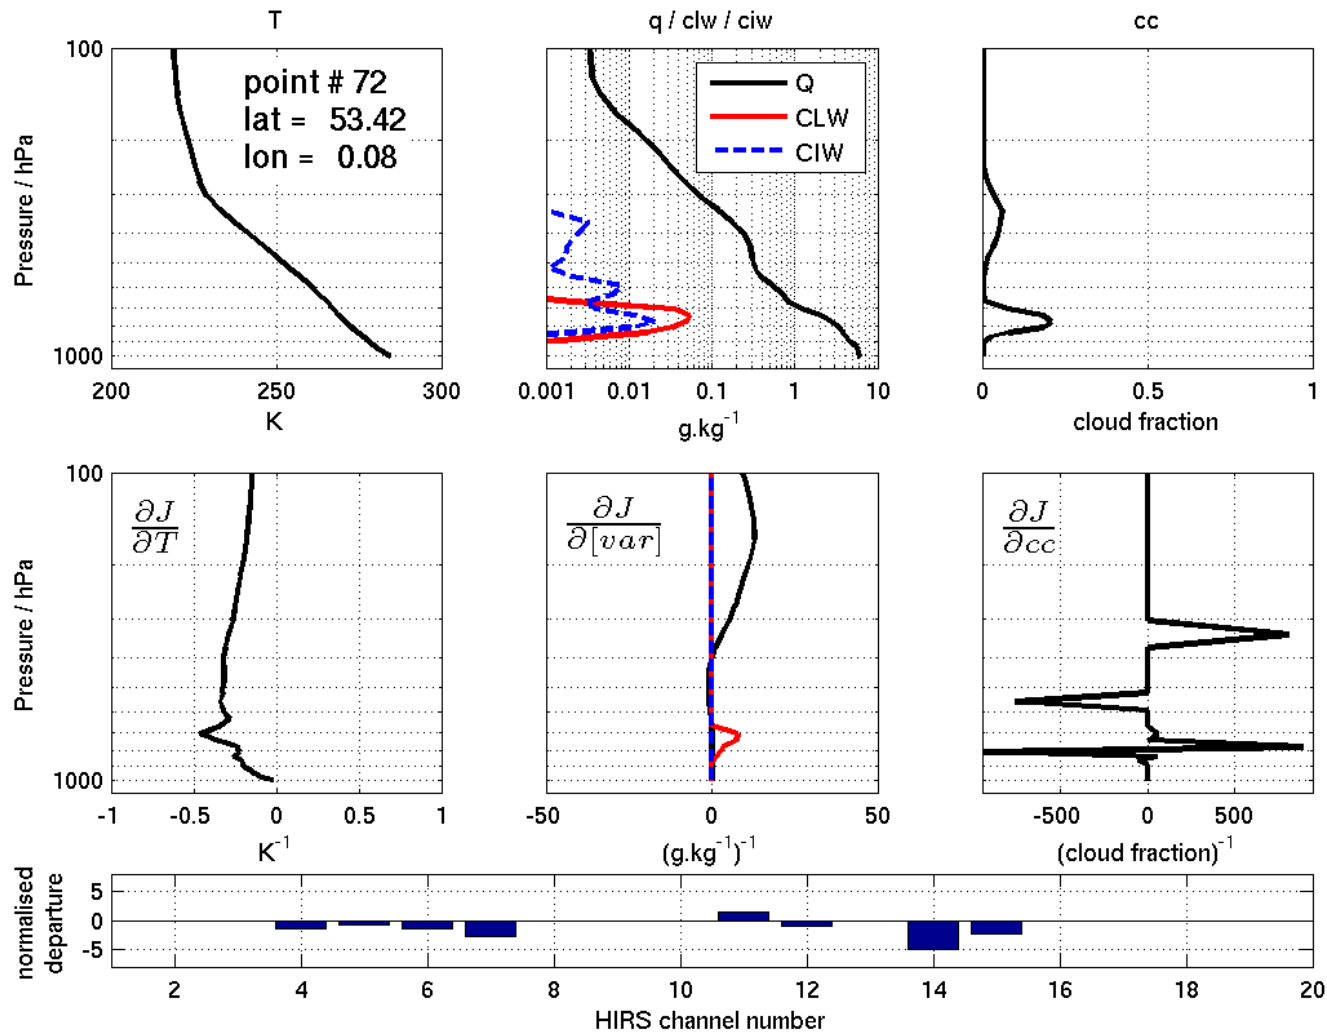 T
q / clw / ciw
cc
100
1000
Pressure / hPa
point # 72
lat = 53.42
lon = 0.08
200
250
300
K
Q
CLW
CIW
0.001
0.01
0.1
1
10
g.kg⁻¹
0
0.5
1
cloud fraction
100
1000
Pressure / hPa
∂J
∂T
-1
-0.5
0
0.5
1
K⁻¹
∂J
∂[var]
-50
0
50
(g.kg⁻¹)⁻¹
∂J
∂cc
-500
0
500
(cloud fraction)⁻¹
normalised
departure
5
0
-5
2
4
6
8
10
12
14
16
18
20
HIRS channel number